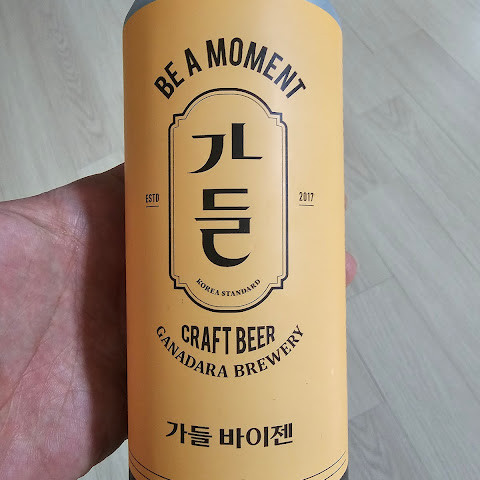 BE A MOMENT
가
들
ESTD 2017
KOREA STANDARD
CRAFT BEER
GANADARA BREWERY
가들 바이젠